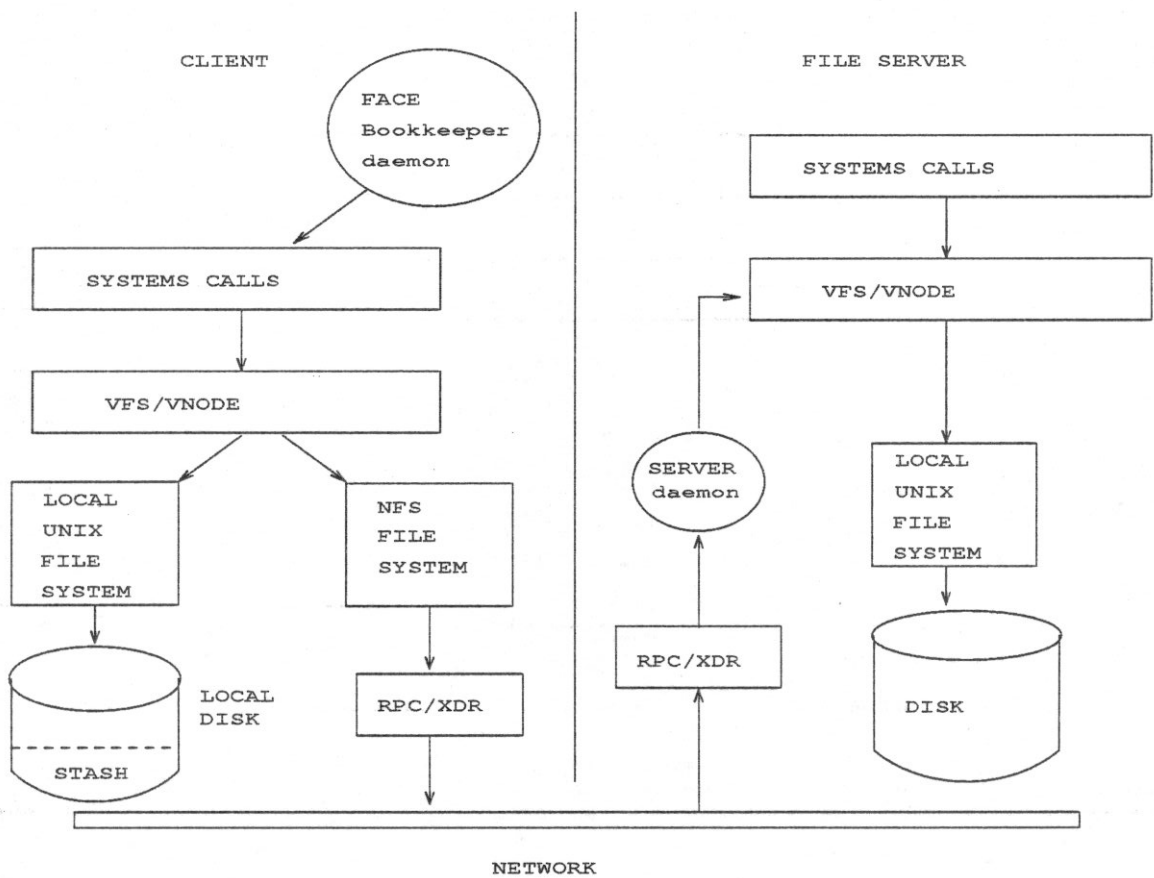 CLIENT
FACE
Bookkeeper
daemon
SYSTEMS CALLS
VFS/VNODE
LOCAL
UNIX
FILE
SYSTEM
NFS
FILE
SYSTEM
LOCAL
DISK
STASH
RPC/XDR
FILE SERVER
SYSTEMS CALLS
VFS/VNODE
SERVER
daemon
LOCAL
UNIX
FILE
SYSTEM
RPC/XDR
DISK
NETWORK